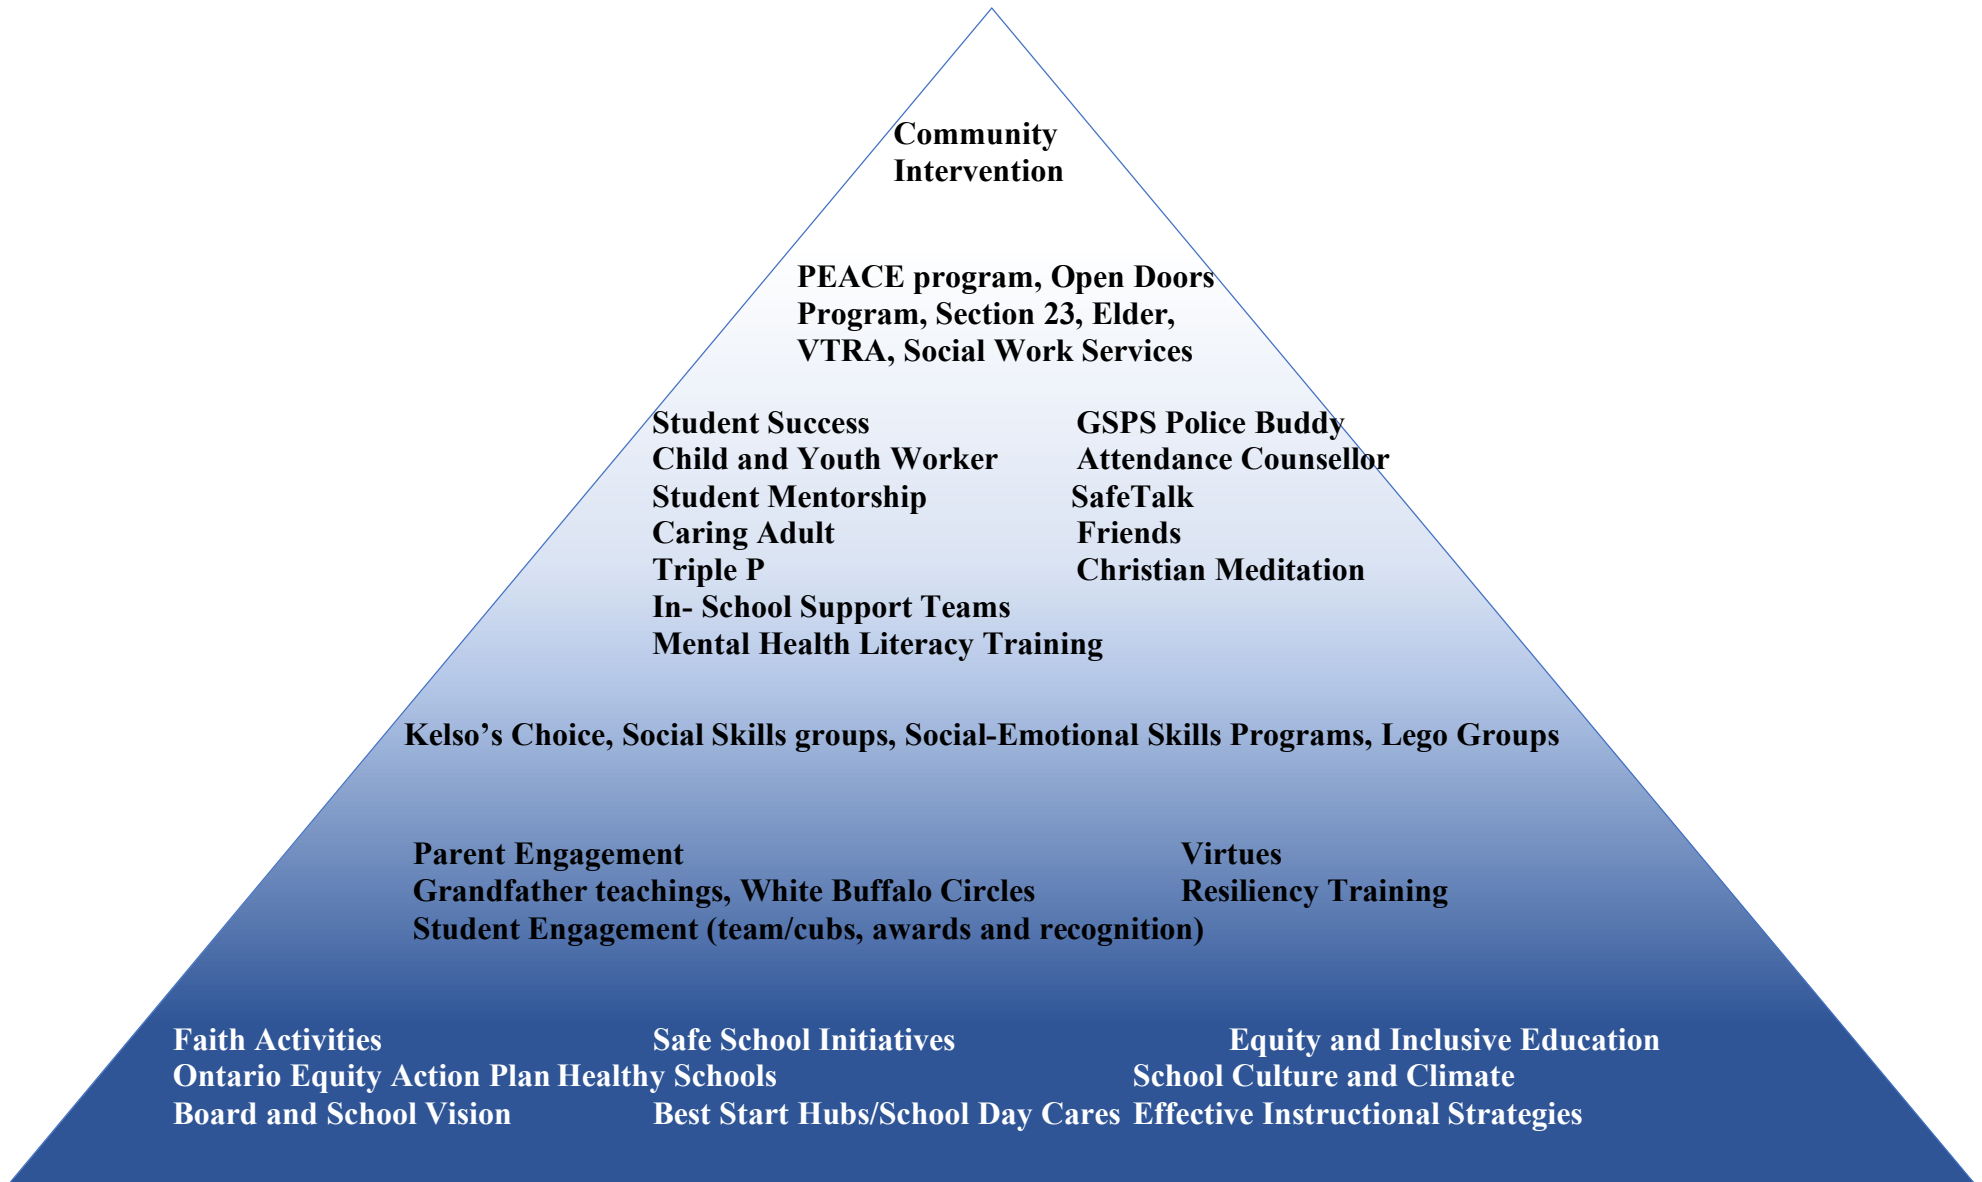 Community
Intervention
PEACE program, Open Doors
Program, Section 23, Elder,
VTRA, Social Work Services
Student Success GSPS Police Buddy
Child and Youth Worker Attendance Counsellor
Student Mentorship SafeTalk
Caring Adult Friends
Triple P Christian Meditation
In- School Support Teams
Mental Health Literacy Training
Kelso’s Choice, Social Skills groups, Social-Emotional Skills Programs, Lego Groups
Parent Engagement Virtues
Grandfather teachings, White Buffalo Circles Resiliency Training
Student Engagement (team/cubs, awards and recognition)
Faith Activities Safe School Initiatives Equity and Inclusive Education
Ontario Equity Action Plan Healthy Schools School Culture and Climate
Board and School Vision Best Start Hubs/School Day Cares Effective Instructional Strategies